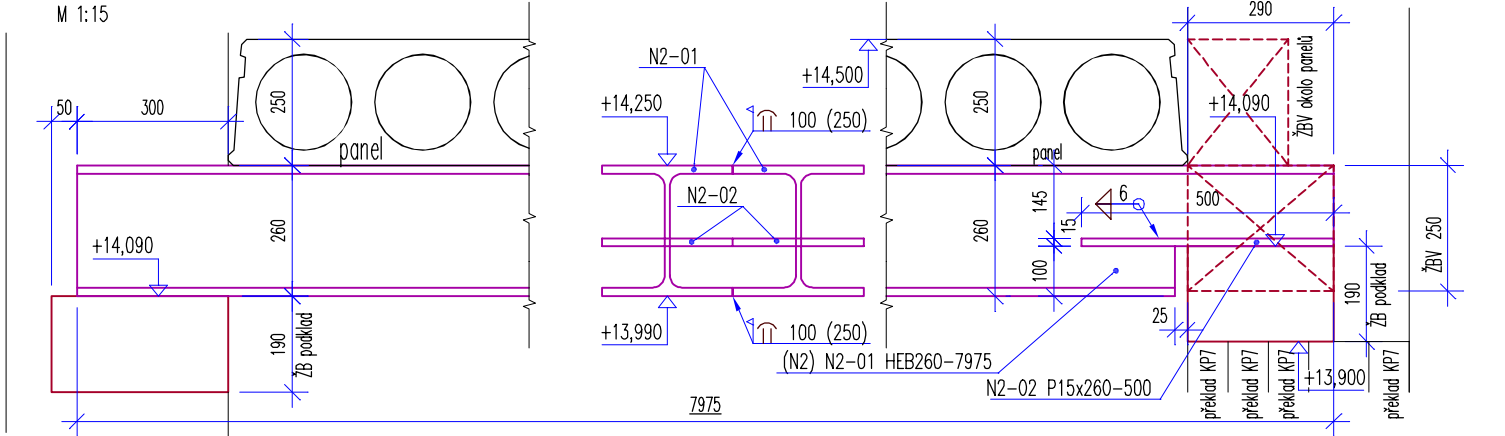 M 1:15
290
N2-01
+14,500
ŽBV okolo panelů
50
300
250
+14,250
100 (250)
250
+14,090
panel
panel
N2-02
6
500
145
15
+14,090
260
260
100
ŽBV 250
190
ŽB podklad
190
ŽB podklad
+13,990
100 (250)
25
(N2) N2-01 HEB260-7975
N2-02 P15x260-500
+13,900
překlad KP7
překlad KP7
překlad KP7
překlad KP7
7975